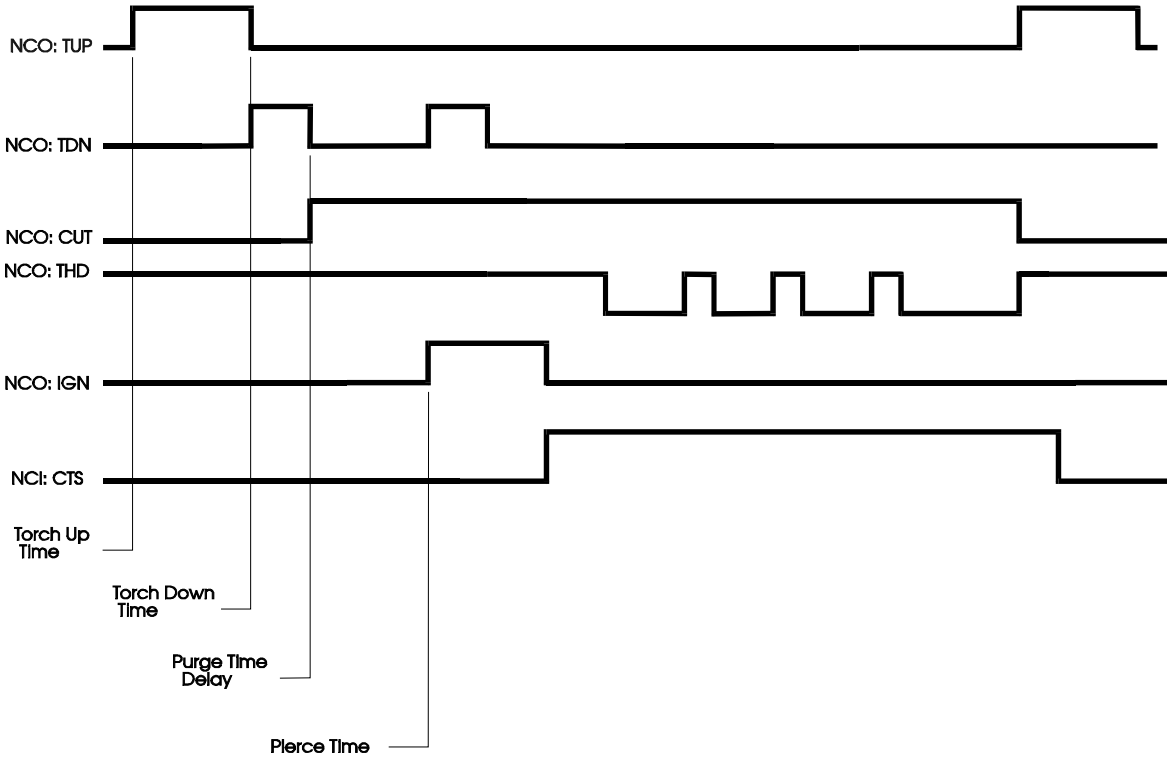 NCO: TUP
NCO: TDN
NCO: CUT
NCO: THD
NCO: IGN
NCI: CTS
Torch Up
Time
Torch Down
Time
Purge Time
Delay
Pierce Time